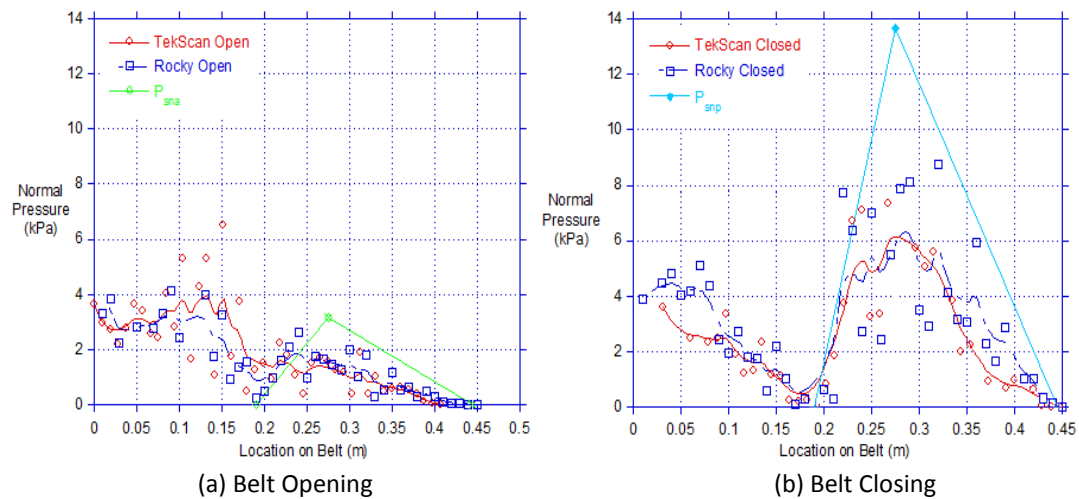 14
12
10
8
6
4
2
0
TekScan Open
Rocky Open
P_sna
Normal
Pressure
(kPa)
0 0.05 0.1 0.15 0.2 0.25 0.3 0.35 0.4 0.45 0.5
Location on Belt (m)
(a) Belt Opening
14
12
10
8
6
4
2
0
TekScan Closed
Rocky Closed
P_snp
Normal
Pressure
(kPa)
0 0.05 0.1 0.15 0.2 0.25 0.3 0.35 0.4 0.45
Location on Belt (m)
(b) Belt Closing